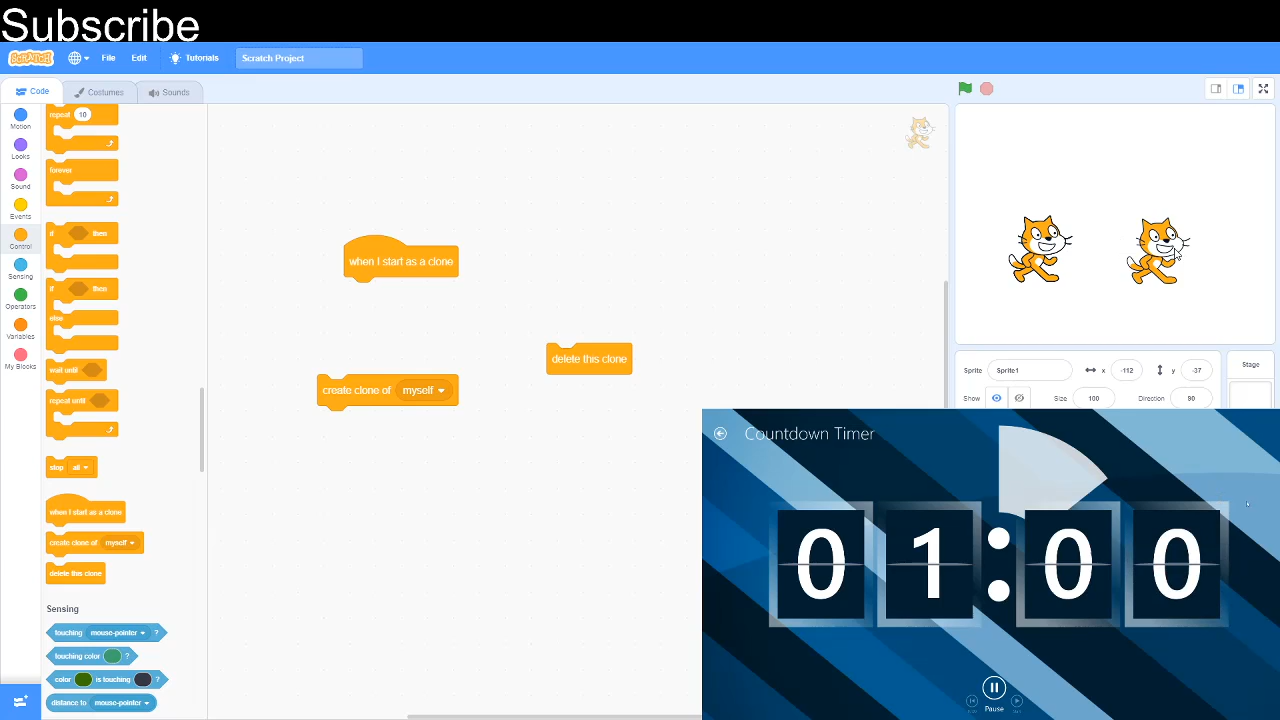 Subscribe
SCRATCH
File
Edit
Tutorials
Scratch Project
Code
Costumes
Sounds
Motion
Looks
Sound
Events
Control
Sensing
Operators
Variables
My Blocks
repeat 10
forever
if then
if then
else
wait until
repeat until
stop all
when I start as a clone
create clone of myself
delete this clone
Sensing
touching mouse-pointer ?
touching color ?
color is touching ?
distance to mouse-pointer
when I start as a clone
delete this clone
create clone of myself
Sprite Sprite1 x -112 y -37
Show Size 100 Direction 90
Stage
Countdown Timer
01:00
Pause